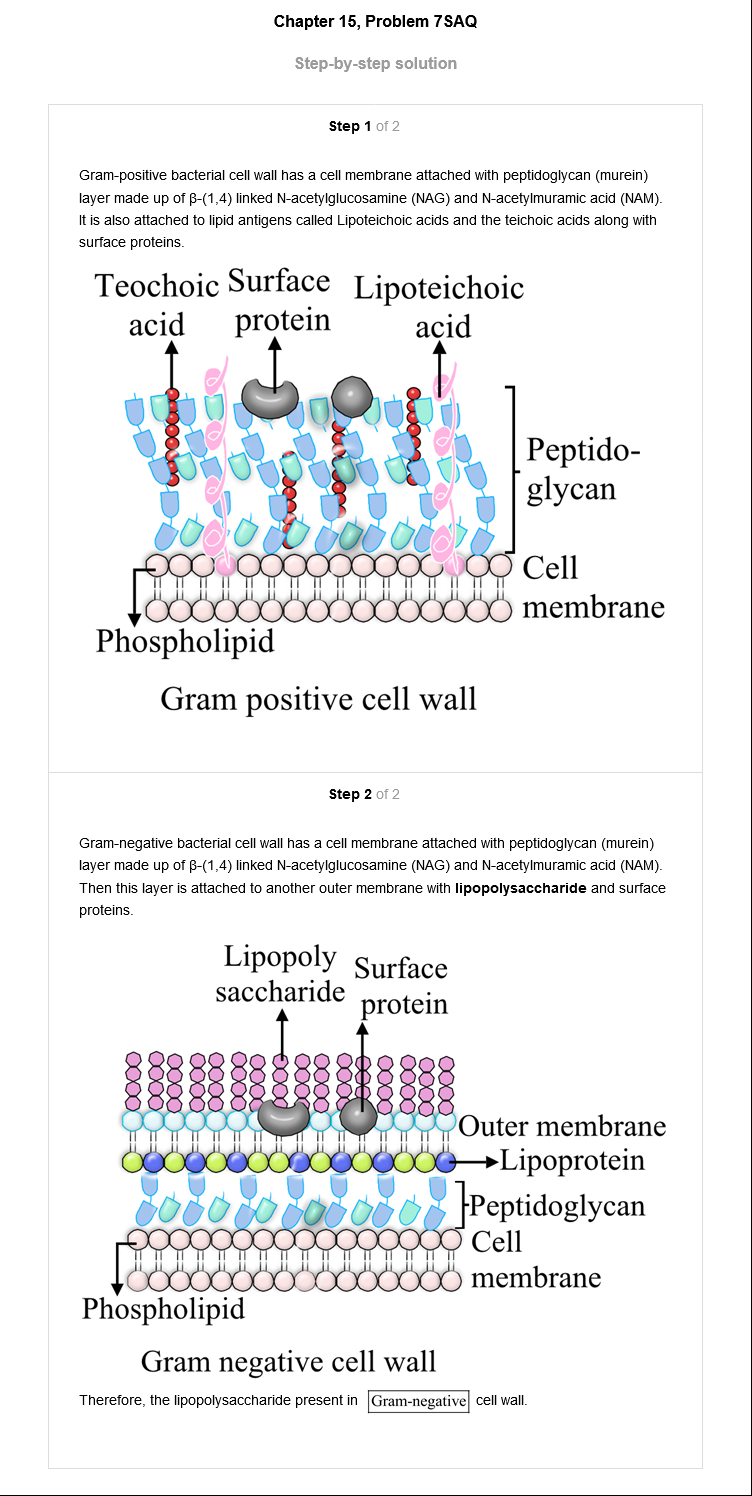 Chapter 15, Problem 7SAQ
Step-by-step solution
Step 1 of 2
Gram-positive bacterial cell wall has a cell membrane attached with peptidoglycan (murein)
layer made up of β-(1,4) linked N-acetylglucosamine (NAG) and N-acetylmuramic acid (NAM).
It is also attached to lipid antigens called Lipoteichoic acids and the teichoic acids along with
surface proteins.
Teochoic
acid
Surface
protein
Lipoteichoic
acid
Peptido-
glycan
Cell
membrane
Phospholipid
Gram positive cell wall
Step 2 of 2
Gram-negative bacterial cell wall has a cell membrane attached with peptidoglycan (murein)
layer made up of β-(1,4) linked N-acetylglucosamine (NAG) and N-acetylmuramic acid (NAM).
Then this layer is attached to another outer membrane with lipopolysaccharide and surface
proteins.
Lipopoly
saccharide
Surface
protein
Outer membrane
Lipoprotein
Peptidoglycan
Cell
membrane
Phospholipid
Gram negative cell wall
Therefore, the lipopolysaccharide present in Gram-negative cell wall.